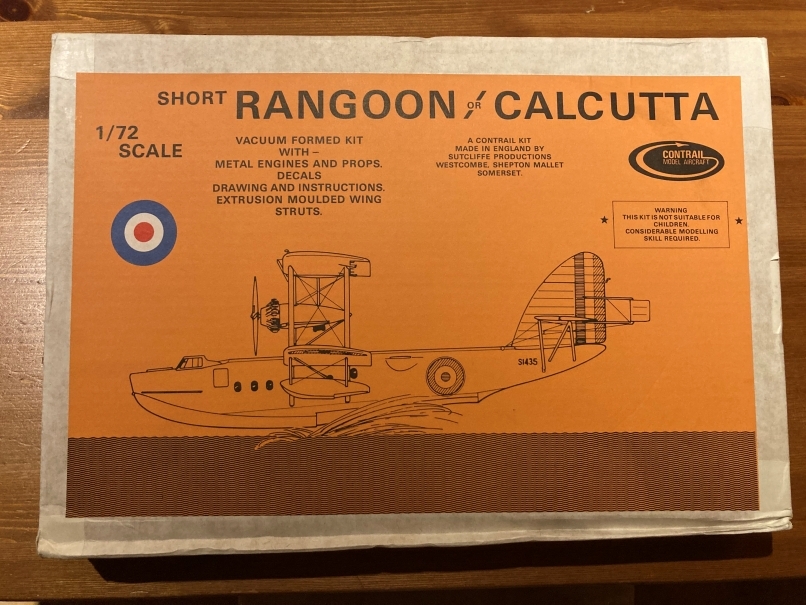 SHORT RANGOON / OR CALCUTTA
1/72
SCALE
VACUUM FORMED KIT
WITH –
METAL ENGINES AND PROPS.
DECALS
DRAWING AND INSTRUCTIONS.
EXTRUSION MOULDED WING
STRUTS.
A CONTRAIL KIT
MADE IN ENGLAND BY
SUTCLIFFE PRODUCTIONS
WESTCOMBE, SHEPTON MALLET
SOMERSET.
CONTRAIL
MODEL AIRCRAFT
WARNING
THIS KIT IS NOT SUITABLE FOR
CHILDREN.
CONSIDERABLE MODELLING
SKILL REQUIRED.
S1435